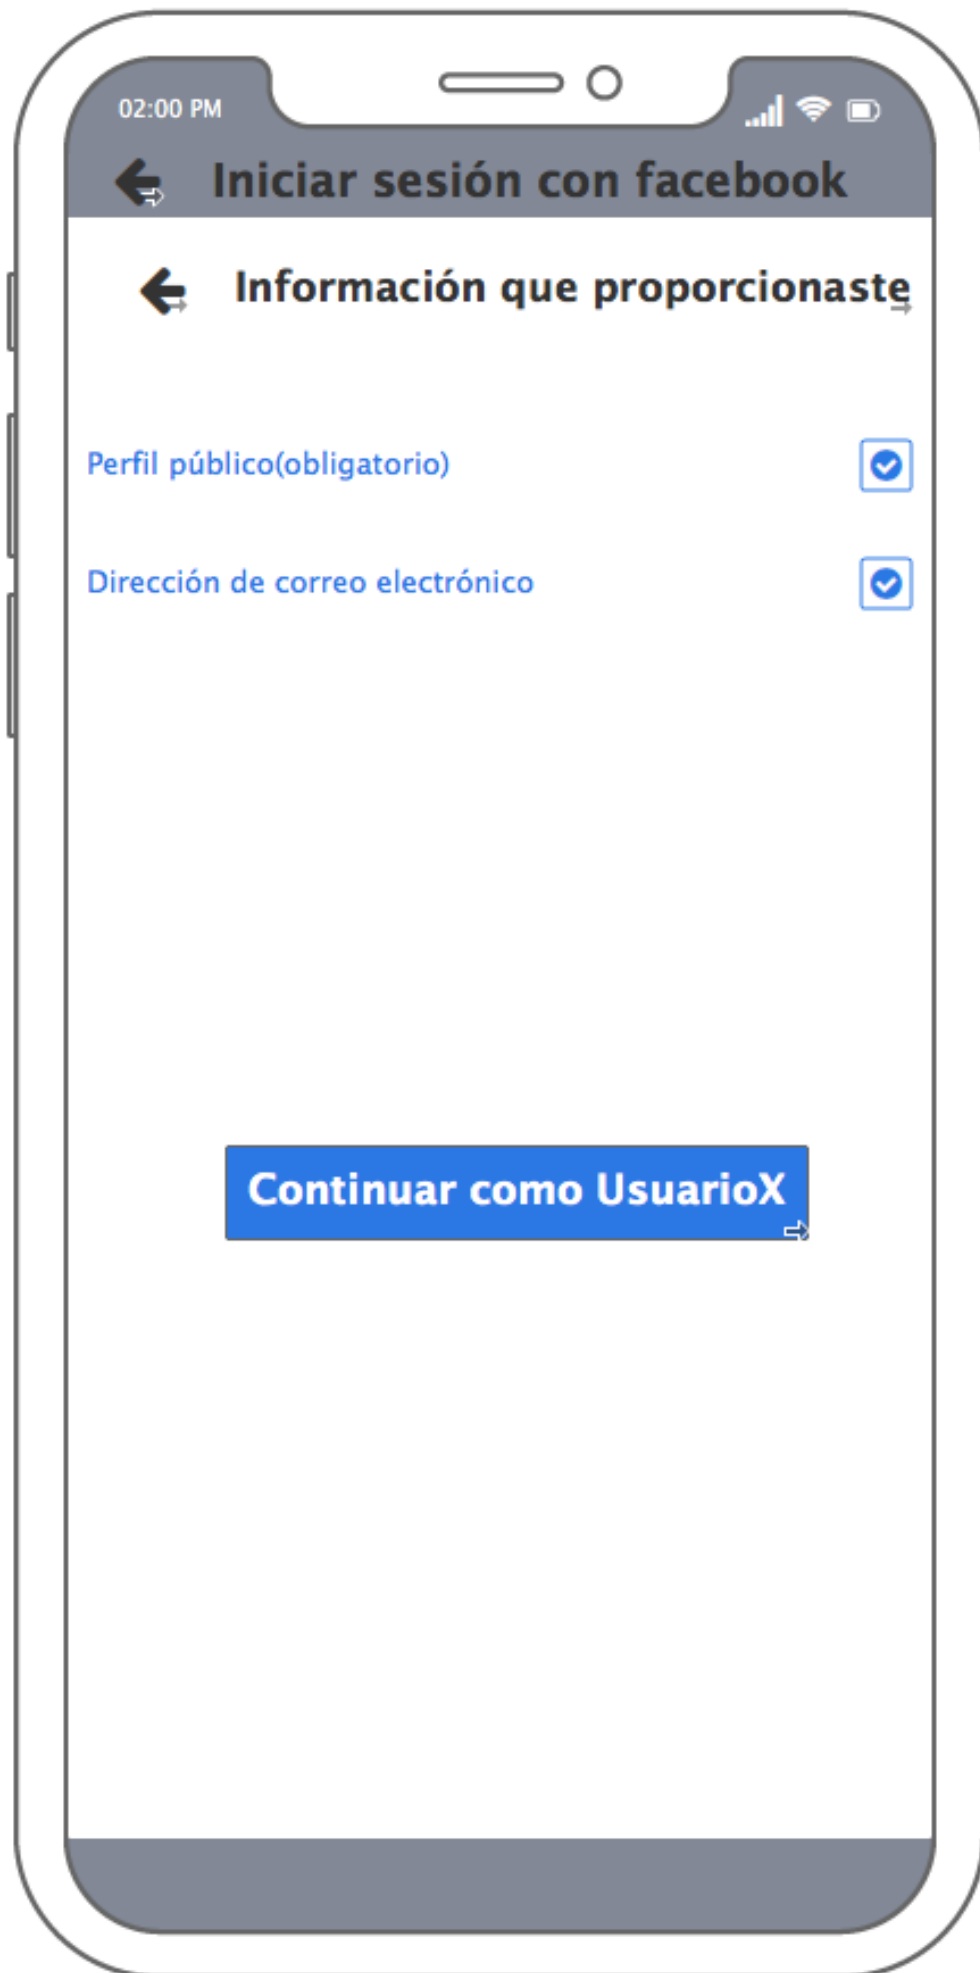 02:00 PM
Iniciar sesión con facebook
Información que proporcionaste
Perfil público(obligatorio)
Dirección de correo electrónico
Continuar como UsuarioX